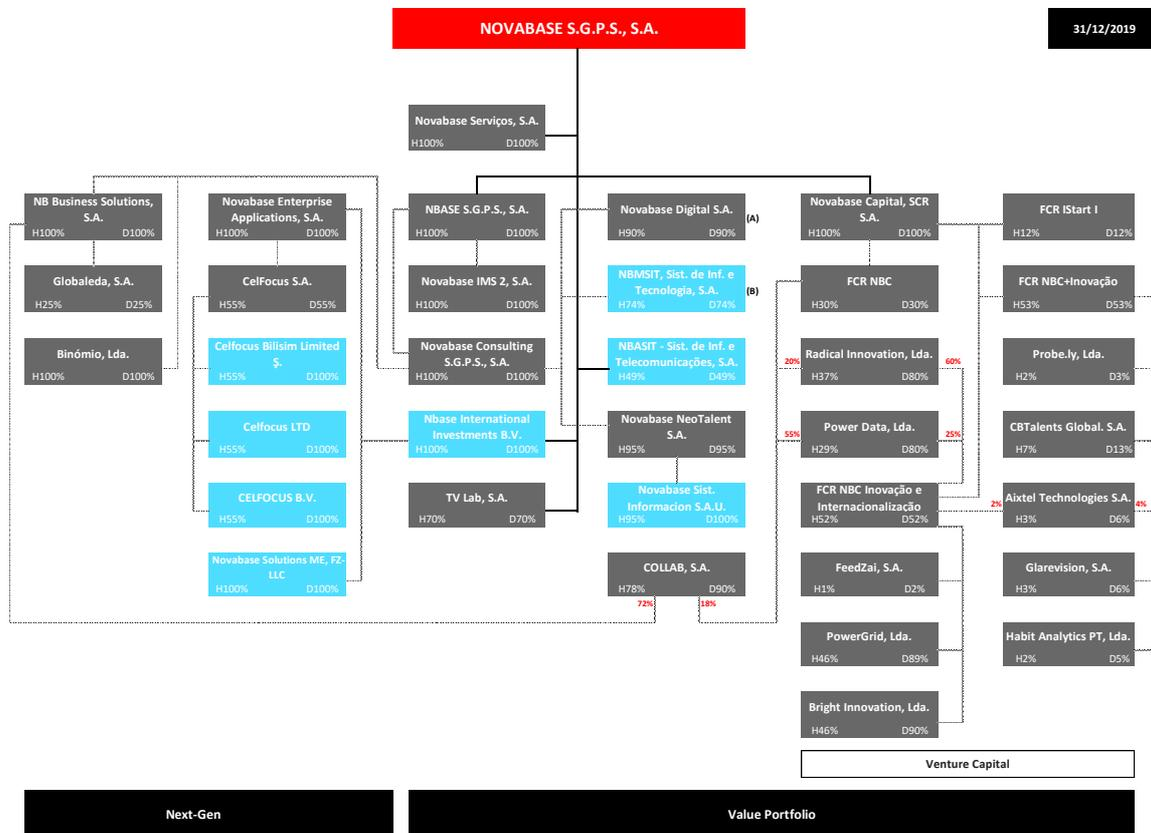 NOVABASE S.G.P.S., S.A.
31/12/2019
Novabase Serviços, S.A.
H100% D100%
NB Business Solutions,
S.A.
H100% D100%
Novabase Enterprise
Applications, S.A.
H100% D100%
NBASE S.G.P.S., S.A.
H100% D100%
Novabase Digital S.A.
H90% D90%
(A)
Novabase Capital, SCR
S.A.
H100% D100%
FCR IStart I
H12% D12%
Globaleda, S.A.
H25% D25%
CelFocus S.A.
H55% D55%
Novabase IMS 2, S.A.
H100% D100%
NBMSIT, Sist. de Inf. e
Tecnologia, S.A.
H74% D74%
(B)
FCR NBC
H30% D30%
FCR NBC+Inovação
H53% D53%
Binómio, Lda.
H100% D100%
Celfocus Bilisim Limited
Ş.
H55% D100%
Novabase Consulting
S.G.P.S., S.A.
H100% D100%
NBASIT - Sist. de Inf. e
Telecomunicações, S.A.
H49% D49%
20%
Radical Innovation, Lda.
H37% D80%
60%
Probe.ly, Lda.
H2% D3%
Celfocus LTD
H55% D100%
Nbase International
Investments B.V.
H100% D100%
Novabase NeoTalent
S.A.
H95% D95%
55%
Power Data, Lda.
H29% D80%
25%
CBTalents Global. S.A.
H7% D13%
CELFOCUS B.V.
H55% D100%
TV Lab, S.A.
H70% D70%
Novabase Sist.
Informacion S.A.U.
H95% D100%
FCR NBC Inovação e
Internacionalização
H52% D52%
2%
Aixtel Technologies S.A.
H3% D6%
4%
Novabase Solutions ME, FZ-
LLC
H100% D100%
COLLAB, S.A.
H78% D90%
72% 18%
FeedZai, S.A.
H1% D2%
Glarevision, S.A.
H3% D6%
PowerGrid, Lda.
H46% D89%
Habit Analytics PT, Lda.
H2% D5%
Bright Innovation, Lda.
H46% D90%
Venture Capital
Next-Gen
Value Portfolio